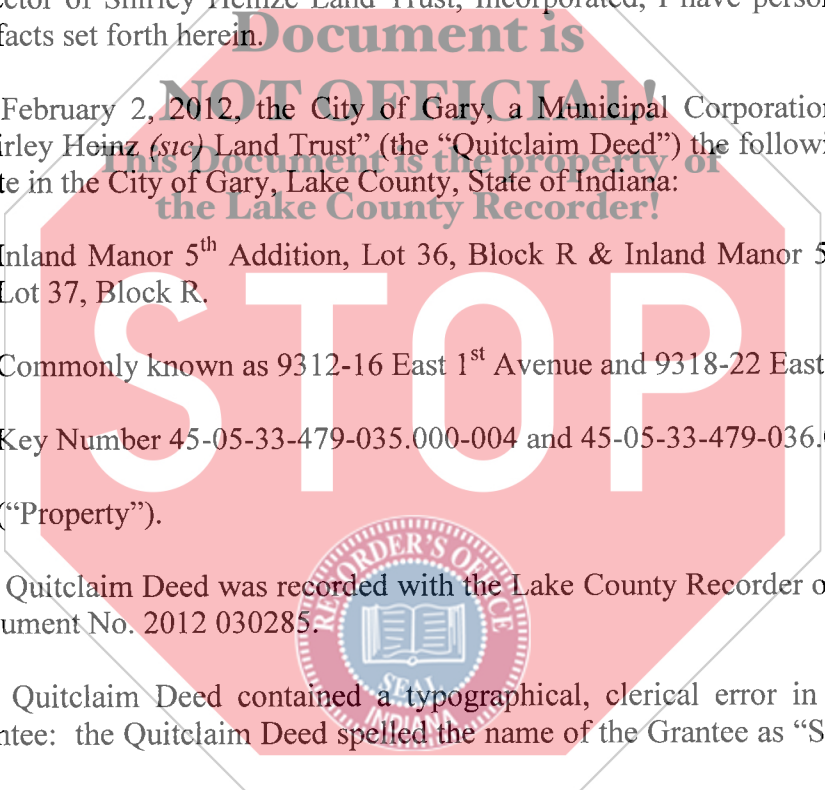 ector of Shirley Heinze Land Trust, Incorporated, I have person
facts set forth herein.
Document is
NOT OFFICIAL!
This Document is the property of
the Lake County Recorder!
February 2, 2012, the City of Gary, a Municipal Corporation
irley Heinz (sic) Land Trust” (the “Quitclaim Deed”) the followi
te in the City of Gary, Lake County, State of Indiana:
Inland Manor 5th Addition, Lot 36, Block R & Inland Manor 5
Lot 37, Block R.
STOP
Commonly known as 9312-16 East 1st Avenue and 9318-22 East
Key Number 45-05-33-479-035.000-004 and 45-05-33-479-036.
(“Property”).
Quitclaim Deed was recorded with the Lake County Recorder o
ument No. 2012 030285.
RECORDER'S OFFICE
SEAL
INDIANA
Quitclaim Deed contained a typographical, clerical error in
ntee: the Quitclaim Deed spelled the name of the Grantee as “S